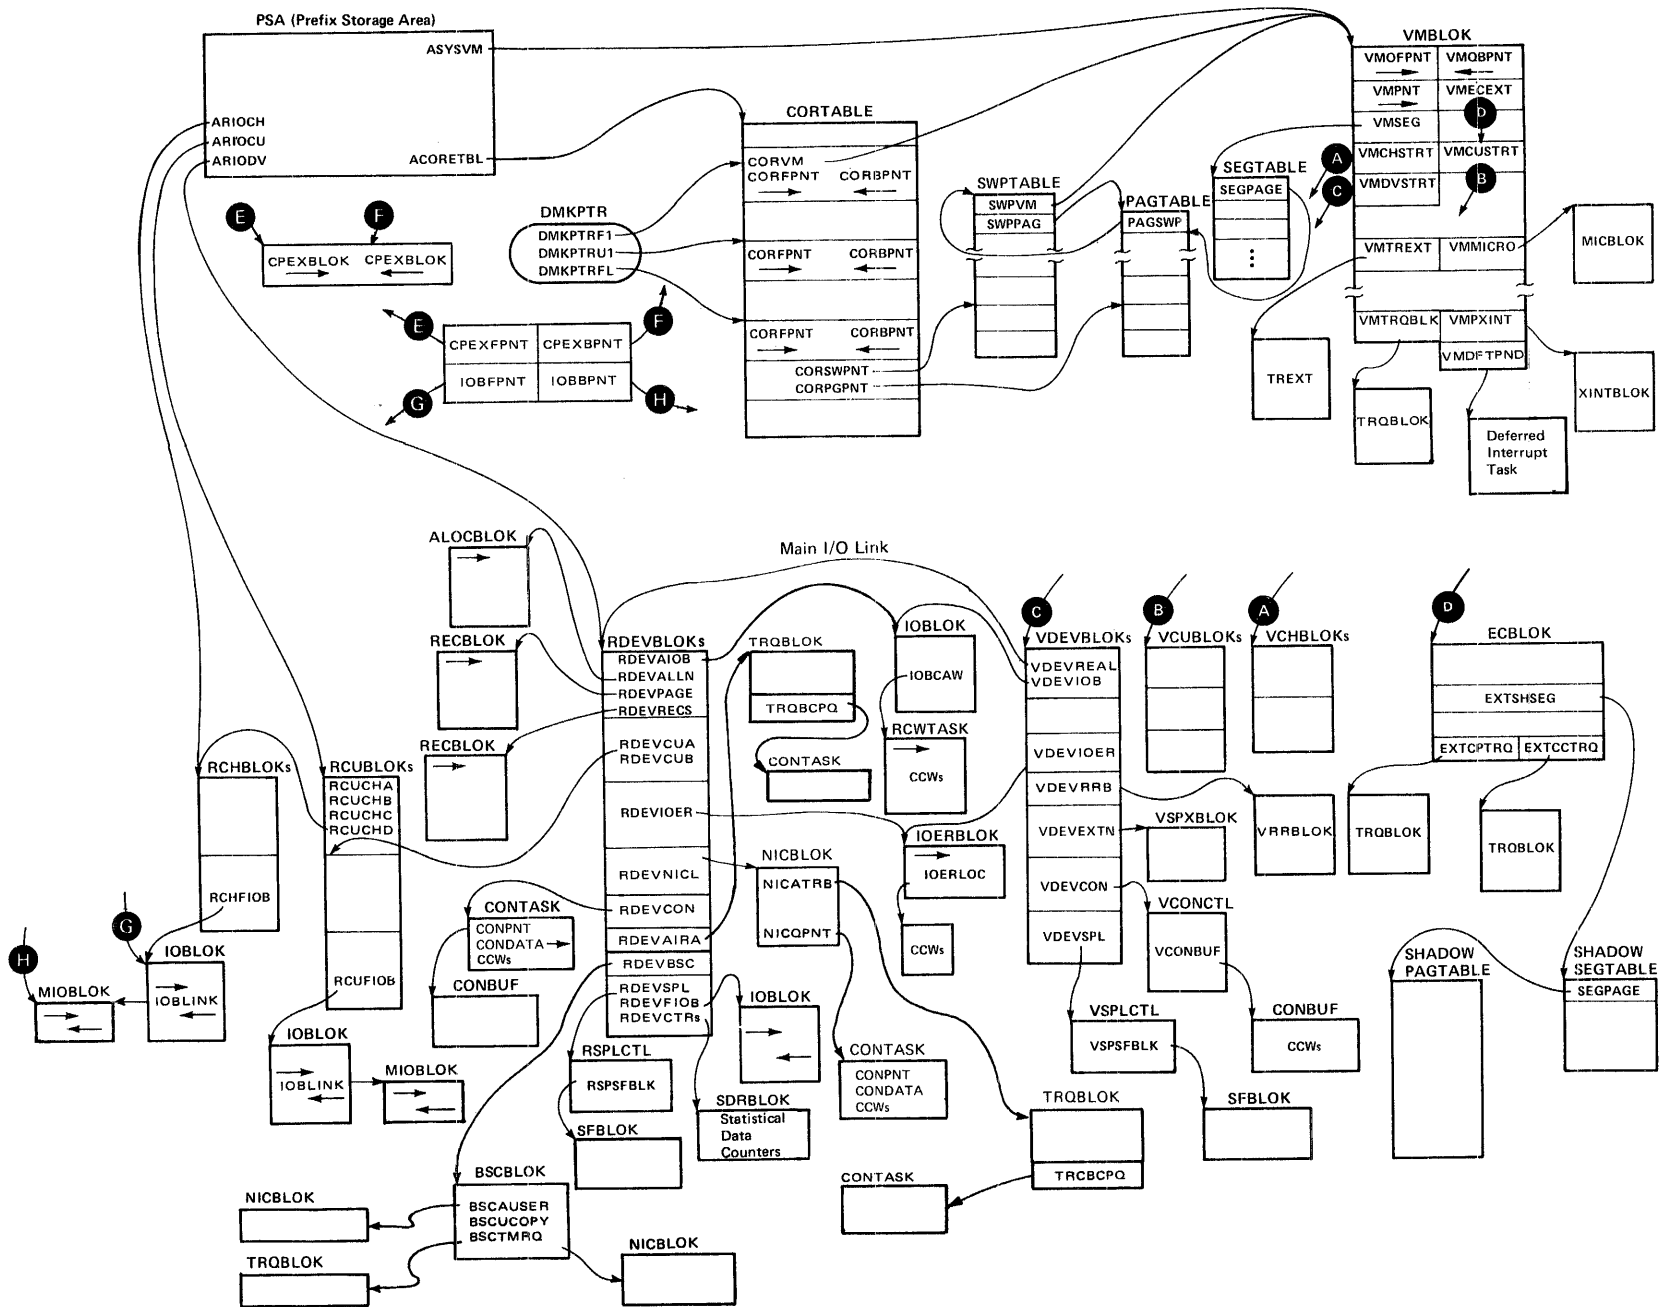 PSA (Prefix Storage Area)
ASYSVM
ARIOCH
ARIOCU
ARIODV
ACORETBL
E
F
CPEXBLOK CPEXBLOK
DMKPTR
DMKPTRF1
DMKPTRU1
DMKPTRFL
E
F
CPEXFPNT CPEXBPNT
IOBFPNT IOBBPNT
G
H
CORTABLE
CORVM
CORFPNT CORBPNT
CORFPNT CORBPNT
CORFPNT CORBPNT
CORSWPNT
CORPGPNT
SWPTABLE
SWPVM
SWPPAG
PAGTABLE
PAGSWP
SEGTABLE
SEGPAGE
A
C
VMBLOK
VMOFPNT VMQBPNT
VMPNT VMECEXT
D
VMSEG
VMCHSTRT VMCUSTRT
VMDVSTRT
B
VMTREXT VMMICRO
VMTRQBLK VMPXINT
VMDFTPND
MICBLOK
TREXT
TRQBLOK
Deferred
Interrupt
Task
XINTBLOK
Main I/O Link
ALOCBLOK
RECBLOK
RECBLOK
RCHBLOKs
RCHFIOB
RCUBLOKs
RCUCHA
RCUCHB
RCUCHC
RCUCHD
RCUFIOB
G
H
IOBLOK
IOBLINK
MIOBLOK
IOBLOK
IOBLINK
MIOBLOK
RDEVBLOKs
RDEVAIOB
RDEVALLN
RDEVPAGE
RDEVRECS
RDEVCUA
RDEVCUB
RDEVIOER
RDEVNICL
RDEVCON
RDEVAIRA
RDEVBSC
RDEVSPL
RDEVFIOB
RDEVCTRs
CONTASK
CONPNT
CONDATA
CCWs
CONBUF
TRQBLOK
TRQBCPQ
CONTASK
IOBLOK
IOBCAW
RCWTASK
CCWs
IOERBLOK
IOERLOC
CCWs
NICBLOK
NICATRB
NICQPNT
IOBLOK
RSPLCTL
RSPSFBLK
SFBLOK
SDRBLOK
Statistical
Data
Counters
CONTASK
CONPNT
CONDATA
CCWs
TRQBLOK
TRCBCPQ
CONTASK
BSCBLOK
BSCAUSER
BSCUCOPY
BSCTMRQ
NICBLOK
TRQBLOK
NICBLOK
C
VDEVBLOKs
VDEVREAL
VDEVIOB
VDEVIOER
VDEVRRB
VDEVEXTN
VDEVCON
VDEVSPL
B
VCUBLOKs
A
VCHBLOKs
VSPXBLOK
VRRBLOK
VCONCTL
VCONBUF
VSPLCTL
VSPSFBLK
CONBUF
CCWs
SFBLOK
D
ECBLOK
EXTSHSEG
EXTCPTRQ EXTCCTRQ
TRQBLOK
TRQBLOK
SHADOW
PAGTABLE
SHADOW
SEGTABLE
SEGPAGE